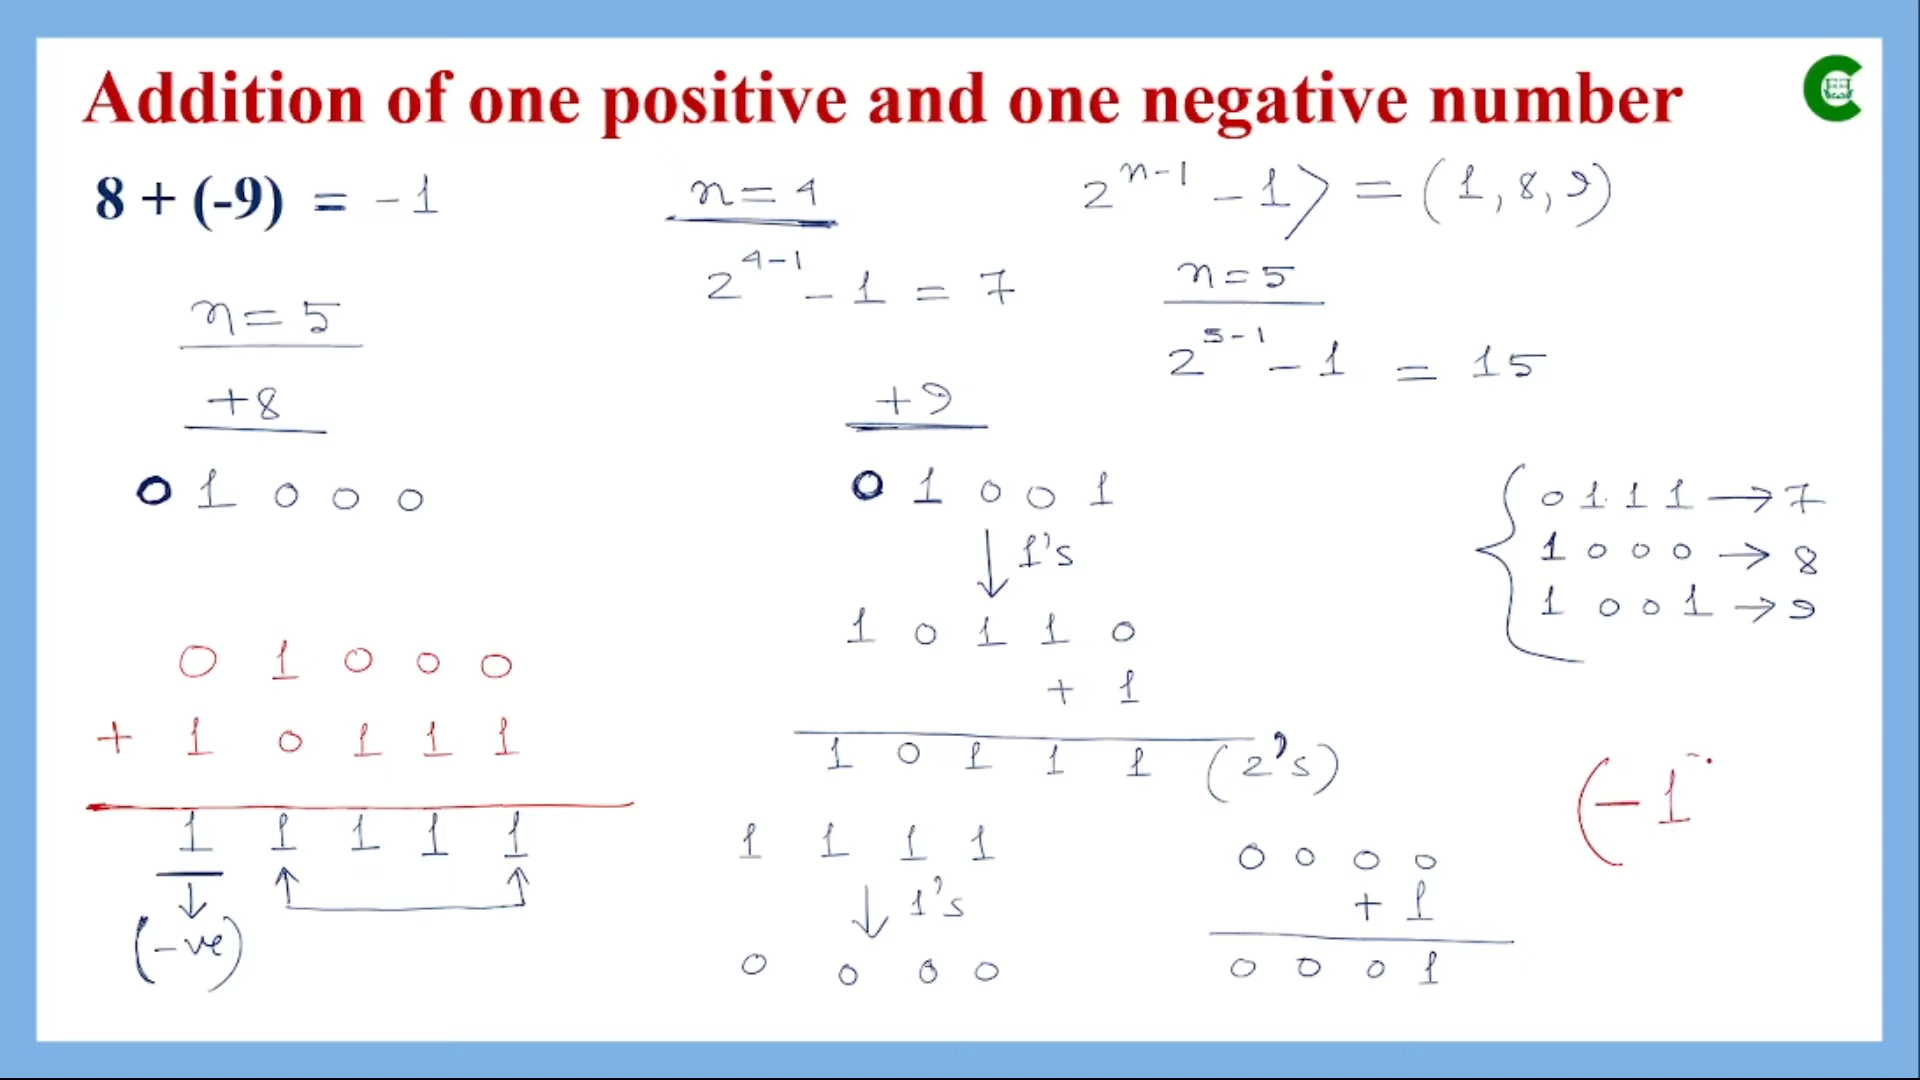 Addition of one positive and one negative number
8 + (-9) = -1
n = 4
2^(4-1) - 1 = 7
2^(n-1) - 1 > = (1, 8, 9)
n = 5
2^(5-1) - 1 = 15
n = 5
+8
0 1 0 0 0
+9
0 1 0 0 1
↓ 1's
1 0 1 1 0
+ 1
1 0 1 1 1 (2's)
0 1 1 1 → 7
1 0 0 0 → 8
1 0 0 1 → 9
0 1 0 0 0
+ 1 0 1 1 1
1 1 1 1 1
↓
(-ve)
1 1 1 1
↓ 1's
0 0 0 0
0 0 0 0
+ 1
0 0 0 1
(-1